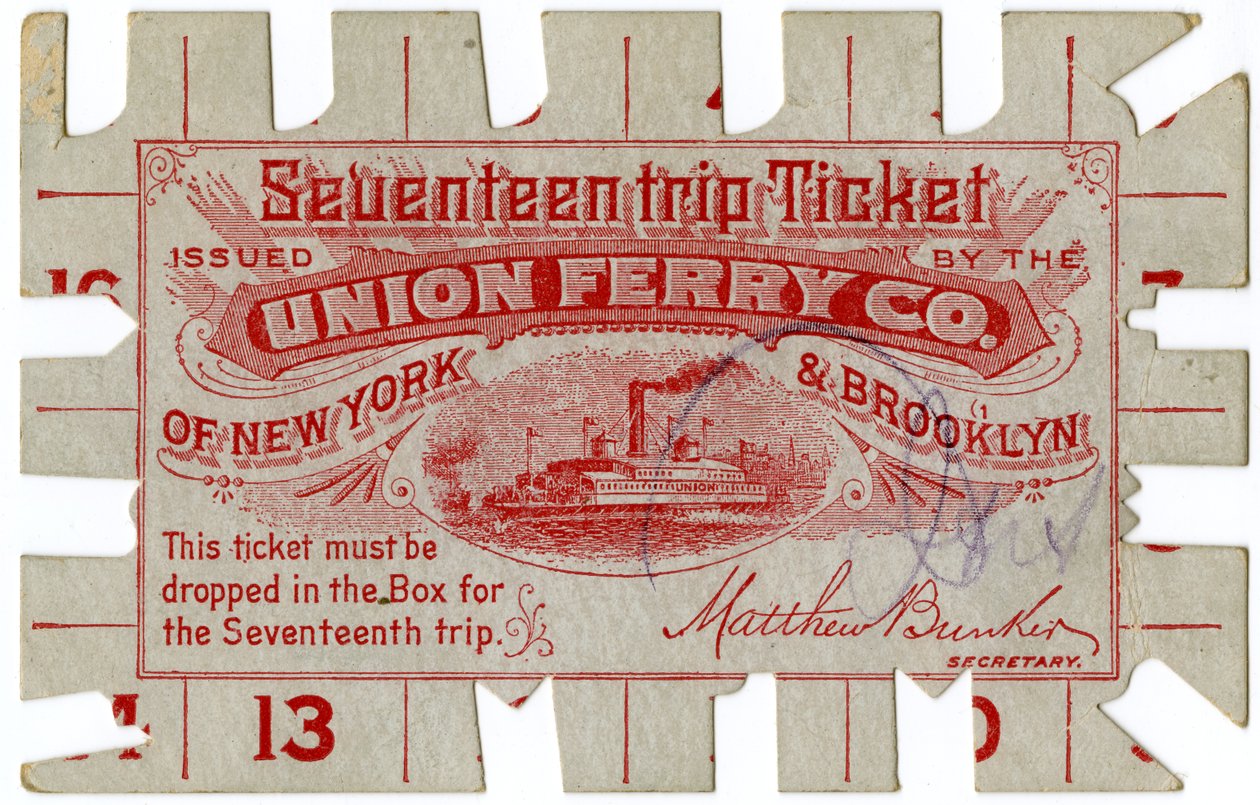 Seventeen trip Ticket
ISSUED BY THE
UNION FERRY CO.
OF NEW YORK & BROOKLYN
UNION
This ticket must be
dropped in the Box for
the Seventeenth trip.
Matthew Bunker
SECRETARY.
13